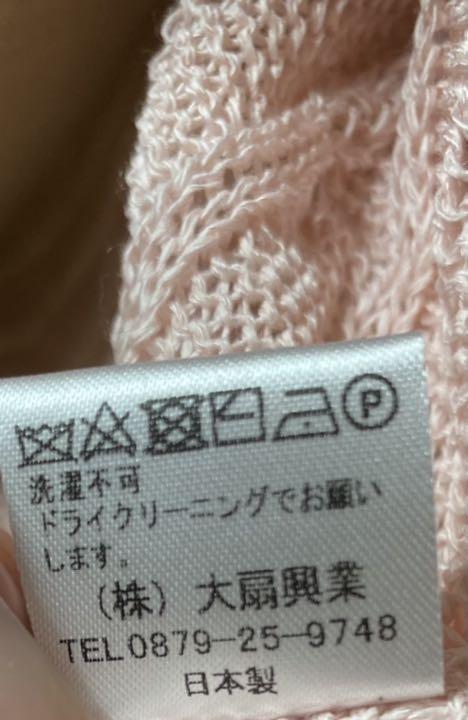 P
洗濯不可
ドライクリーニングでお願い
します。
(株) 大扇興業
TEL0879-25-9748
日本製